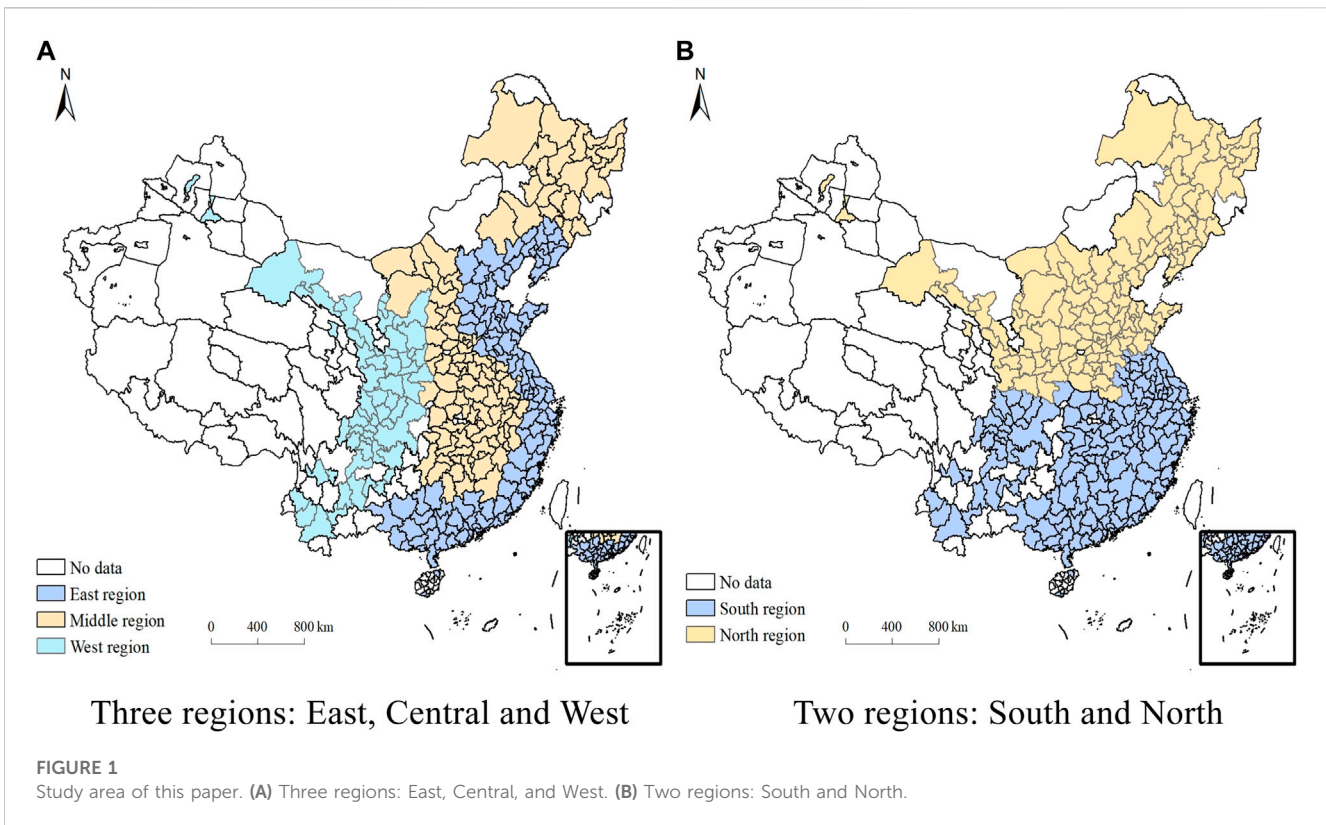 A
N
No data
East region
Middle region
West region
0 400 800 km
Three regions: East, Central and West
B
N
No data
South region
North region
0 400 800 km
Two regions: South and North
FIGURE 1
Study area of this paper. (A) Three regions: East, Central, and West. (B) Two regions: South and North.